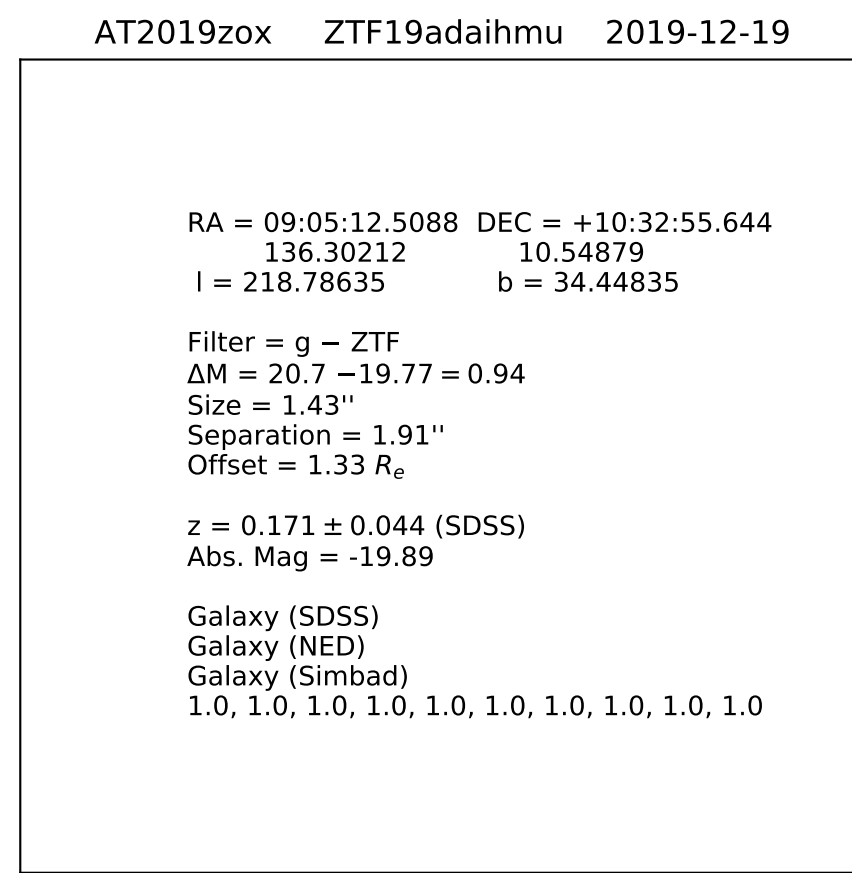 AT2019zox ZTF19adaihmu 2019-12-19
RA = 09:05:12.5088 DEC = +10:32:55.644
136.30212 10.54879
l = 218.78635 b = 34.44835
Filter = g − ZTF
ΔM = 20.7 −19.77 = 0.94
Size = 1.43''
Separation = 1.91''
Offset = 1.33 Rₑ
z = 0.171 ± 0.044 (SDSS)
Abs. Mag = -19.89
Galaxy (SDSS)
Galaxy (NED)
Galaxy (Simbad)
1.0, 1.0, 1.0, 1.0, 1.0, 1.0, 1.0, 1.0, 1.0, 1.0